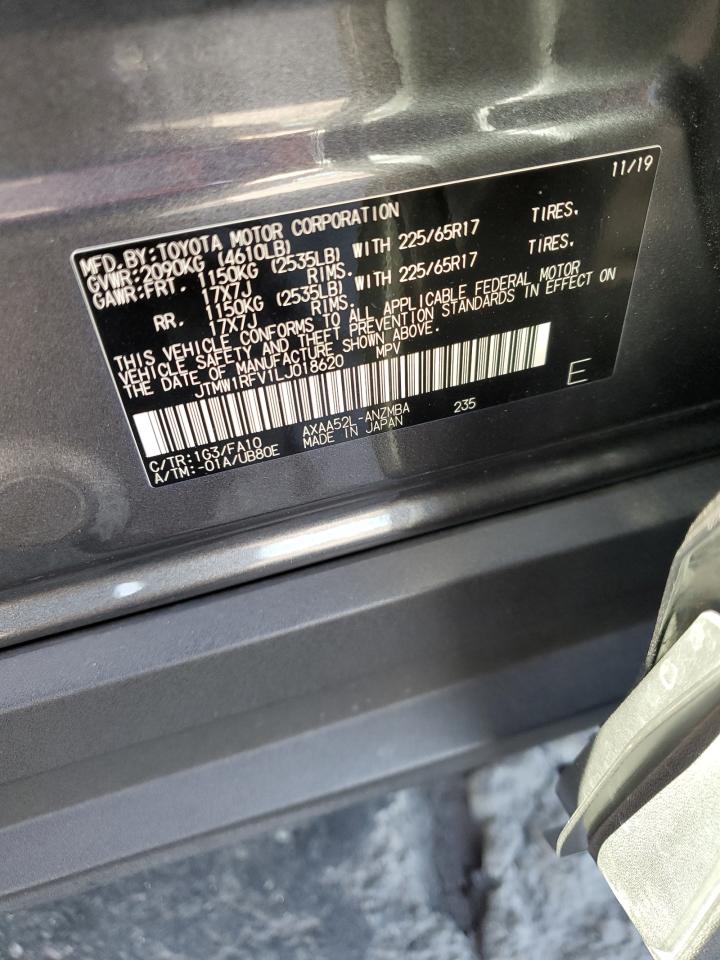 11/19
MFD.BY:TOYOTA MOTOR CORPORATION
GVWR:2090KG (4610LB)
GAWR:FRT. 1150KG (2535LB) WITH 225/65R17 TIRES,
17X7J RIMS.
RR. 1150KG (2535LB) WITH 225/65R17 TIRES,
17X7J RIMS.
THIS VEHICLE CONFORMS TO ALL APPLICABLE FEDERAL MOTOR
VEHICLE SAFETY AND THEFT PREVENTION STANDARDS IN EFFECT ON
THE DATE OF MANUFACTURE SHOWN ABOVE.
JTMW1RFV1LJ018620 MPV
E
C/TR:1G3/FA10 AXAA52L-ANZMBA 235
A/TM:-01A/UB80E MADE IN JAPAN